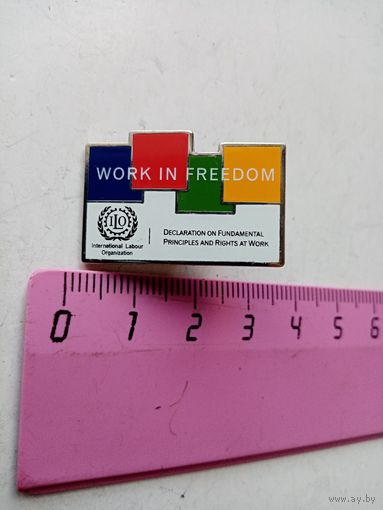 WORK IN FREEDOM
ILO
International Labour
Organization
DECLARATION ON FUNDAMENTAL
PRINCIPLES AND RIGHTS AT WORK
0 1 2 3 4 5 6
www.ay.by